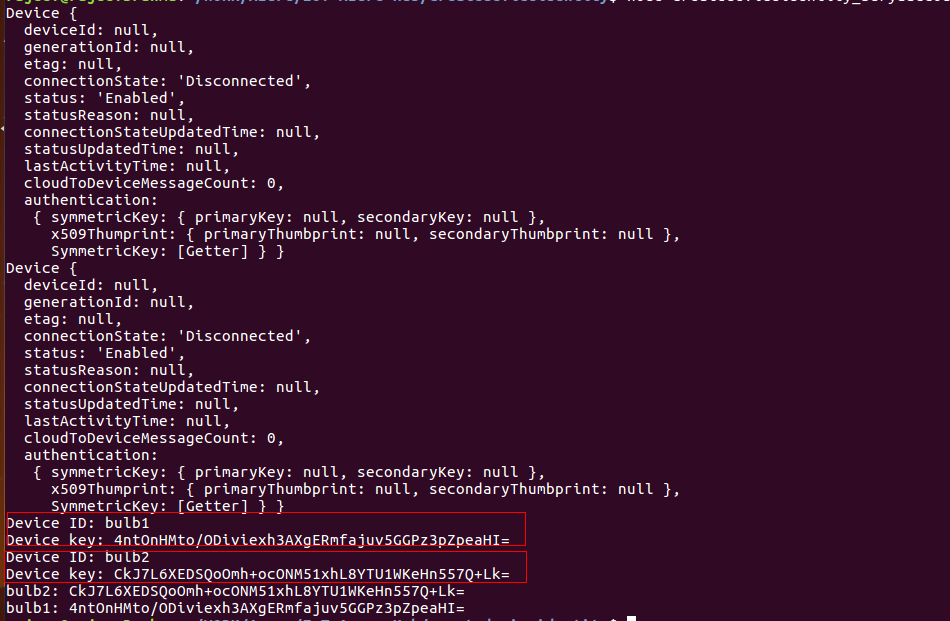 Device {
deviceId: null,
generationId: null,
etag: null,
connectionState: 'Disconnected',
status: 'Enabled',
statusReason: null,
connectionStateUpdatedTime: null,
statusUpdatedTime: null,
lastActivityTime: null,
cloudToDeviceMessageCount: 0,
authentication:
{ symmetricKey: { primaryKey: null, secondaryKey: null },
x509Thumprint: { primaryThumbprint: null, secondaryThumbprint: null },
SymmetricKey: [Getter] } }
Device {
deviceId: null,
generationId: null,
etag: null,
connectionState: 'Disconnected',
status: 'Enabled',
statusReason: null,
connectionStateUpdatedTime: null,
statusUpdatedTime: null,
lastActivityTime: null,
cloudToDeviceMessageCount: 0,
authentication:
{ symmetricKey: { primaryKey: null, secondaryKey: null },
x509Thumprint: { primaryThumbprint: null, secondaryThumbprint: null },
SymmetricKey: [Getter] } }
Device ID: bulb1
Device key: 4ntOnHMto/ODiviexh3AXgERmfajuv5GGPz3pZpeaHI=
Device ID: bulb2
Device key: CkJ7L6XEDSQoOmh+ocONM51xhL8YTU1WKeHn557Q+Lk=
bulb2: CkJ7L6XEDSQoOmh+ocONM51xhL8YTU1WKeHn557Q+Lk=
bulb1: 4ntOnHMto/ODiviexh3AXgERmfajuv5GGPz3pZpeaHI=